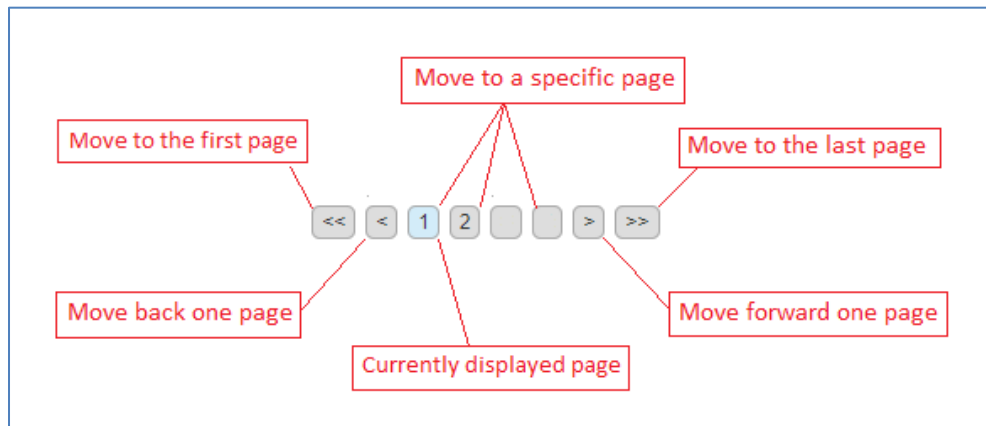 Move to a specific page
Move to the first page
Move to the last page
<< < 1 2 > >>
Move back one page
Move forward one page
Currently displayed page